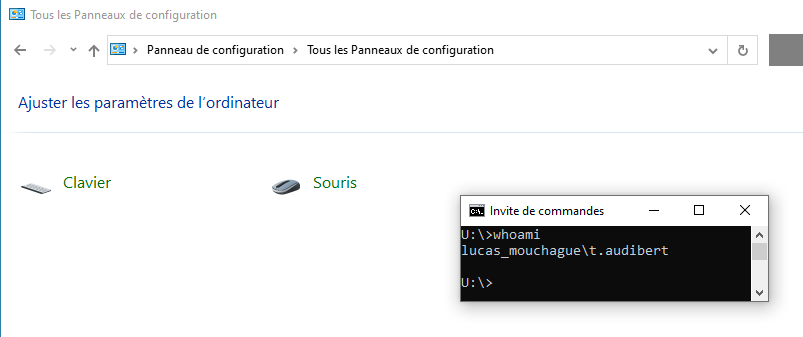 Tous les Panneaux de configuration
Panneau de configuration > Tous les Panneaux de configuration
Ajuster les paramètres de l'ordinateur
Clavier
Souris
Invite de commandes
U:\>whoami
lucas_mouchague\t.audibert
U:\>